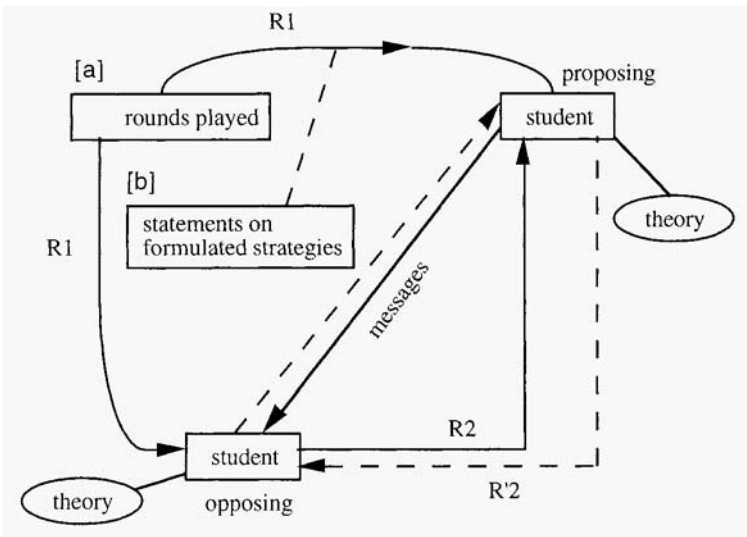 R1
[a]
proposing
rounds played
student
[b]
statements on
formulated strategies
theory
R1
messages
R2
student
theory
opposing
R'2